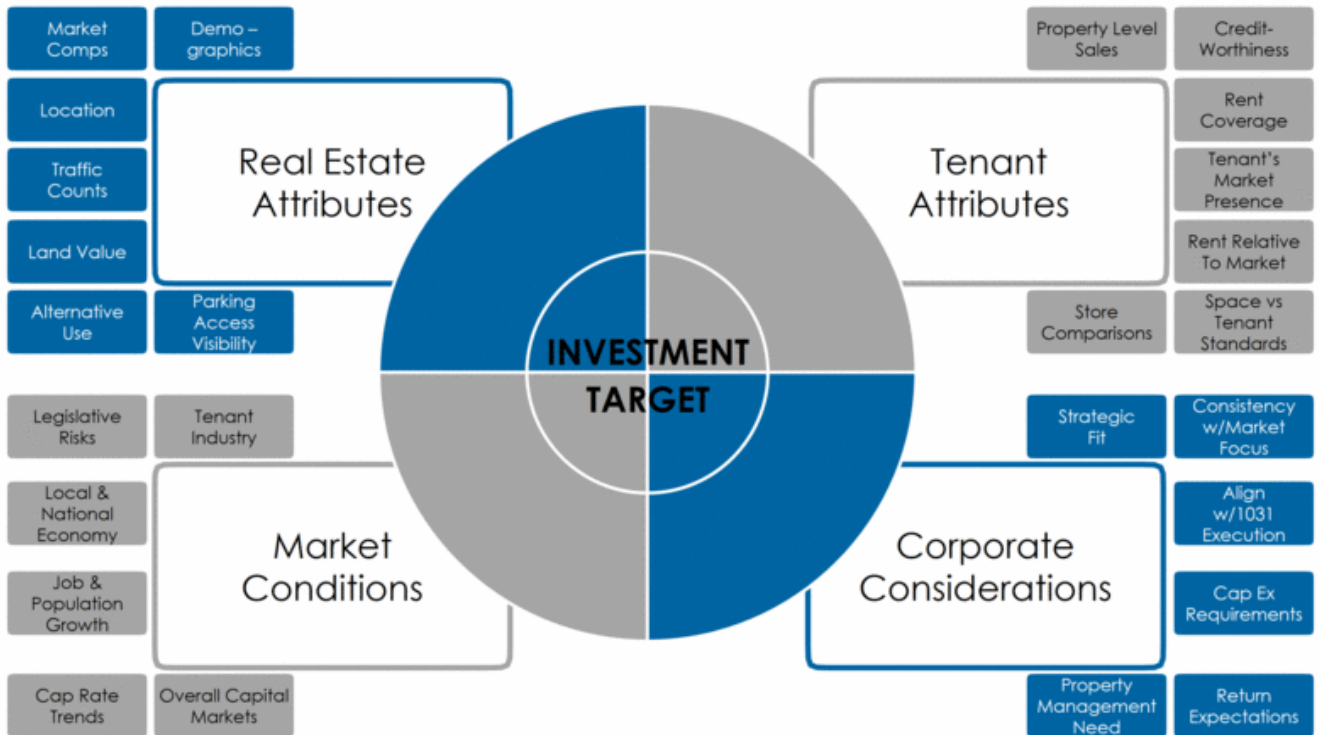 Market
Comps
Demo –
graphics
Location
Traffic
Counts
Land Value
Alternative
Use
Parking
Access
Visibility
Real Estate
Attributes
Property Level
Sales
Credit-
Worthiness
Rent
Coverage
Tenant's
Market
Presence
Rent Relative
To Market
Store
Comparisons
Space vs
Tenant
Standards
Tenant
Attributes
INVESTMENT
TARGET
Legislative
Risks
Tenant
Industry
Local &
National
Economy
Job &
Population
Growth
Cap Rate
Trends
Overall Capital
Markets
Market
Conditions
Strategic
Fit
Consistency
w/Market
Focus
Align
w/1031
Execution
Cap Ex
Requirements
Property
Management
Need
Return
Expectations
Corporate
Considerations